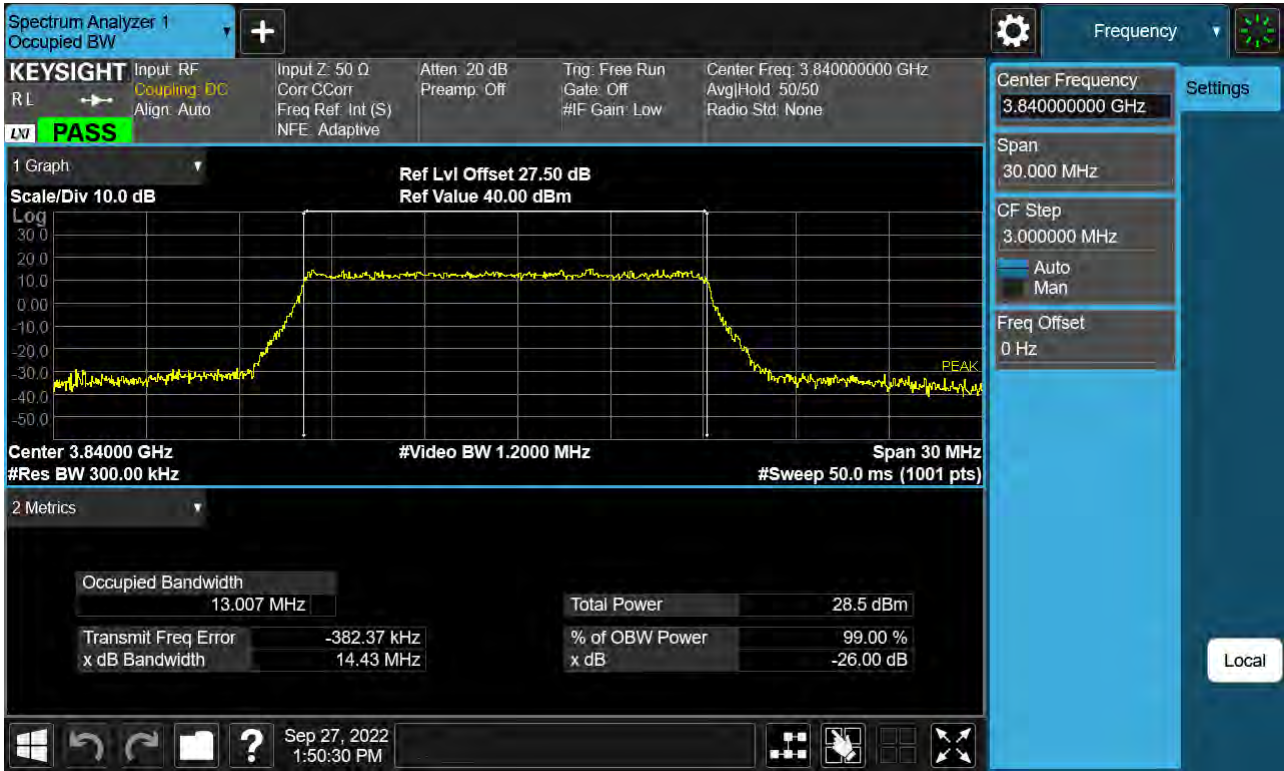 Spectrum Analyzer 1
Occupied BW
Frequency
KEYSIGHT
R L
LXI
PASS
Input: RF
Coupling: DC
Align: Auto
Input Z: 50 Ω
Corr CCorr
Freq Ref: Int (S)
NFE: Adaptive
Atten: 20 dB
Preamp: Off
Trig: Free Run
Gate: Off
#IF Gain: Low
Center Freq: 3.840000000 GHz
Avg|Hold: 50/50
Radio Std: None
1 Graph
Scale/Div 10.0 dB
Ref Lvl Offset 27.50 dB
Ref Value 40.00 dBm
Log
30.0
20.0
10.0
0.00
-10.0
-20.0
-30.0
-40.0
-50.0
PEAK
Center 3.84000 GHz
#Video BW 1.2000 MHz
Span 30 MHz
#Res BW 300.00 kHz
#Sweep 50.0 ms (1001 pts)
2 Metrics
Occupied Bandwidth
13.007 MHz
Total Power 28.5 dBm
Transmit Freq Error -382.37 kHz
% of OBW Power 99.00 %
x dB Bandwidth 14.43 MHz
x dB -26.00 dB
Center Frequency
3.840000000 GHz
Settings
Span
30.000 MHz
CF Step
3.000000 MHz
Auto
Man
Freq Offset
0 Hz
Local
?
Sep 27, 2022
1:50:30 PM